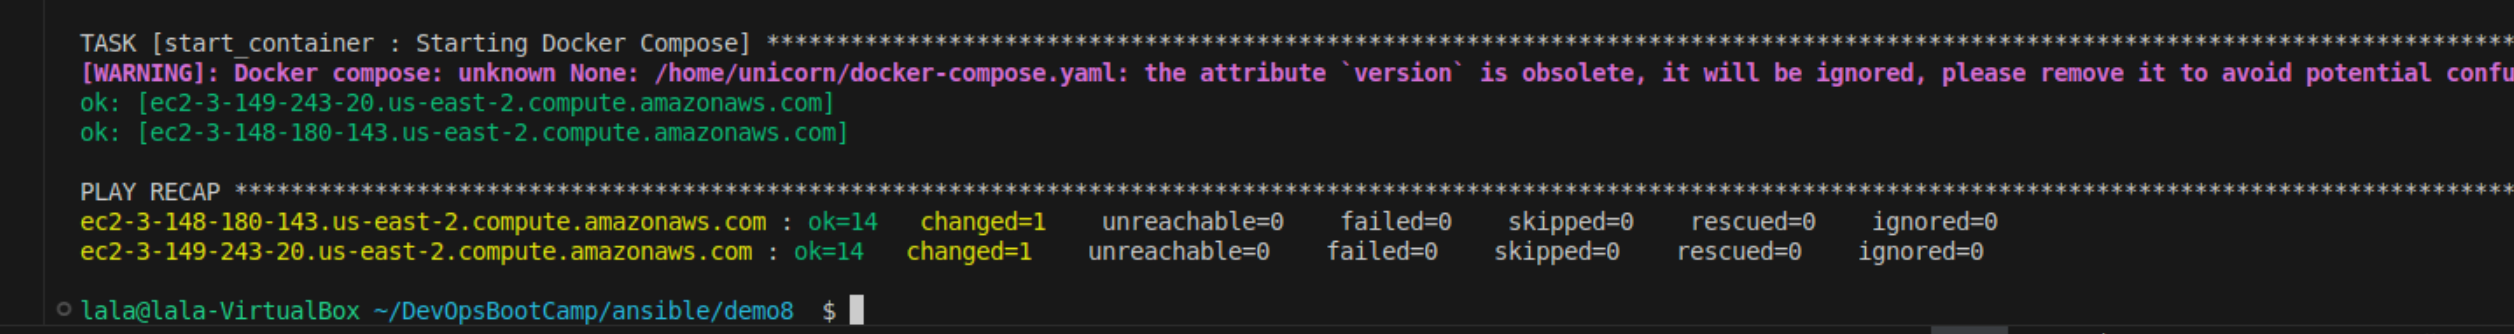 TASK [start_container : Starting Docker Compose] ****************************************************************************************************************************
[WARNING]: Docker compose: unknown None: /home/unicorn/docker-compose.yaml: the attribute `version` is obsolete, it will be ignored, please remove it to avoid potential confu
ok: [ec2-3-149-243-20.us-east-2.compute.amazonaws.com]
ok: [ec2-3-148-180-143.us-east-2.compute.amazonaws.com]
PLAY RECAP ******************************************************************************************************************************************************************
ec2-3-148-180-143.us-east-2.compute.amazonaws.com : ok=14   changed=1    unreachable=0    failed=0    skipped=0    rescued=0    ignored=0
ec2-3-149-243-20.us-east-2.compute.amazonaws.com : ok=14   changed=1    unreachable=0    failed=0    skipped=0    rescued=0    ignored=0
lala@lala-VirtualBox ~/DevOpsBootCamp/ansible/demo8  $